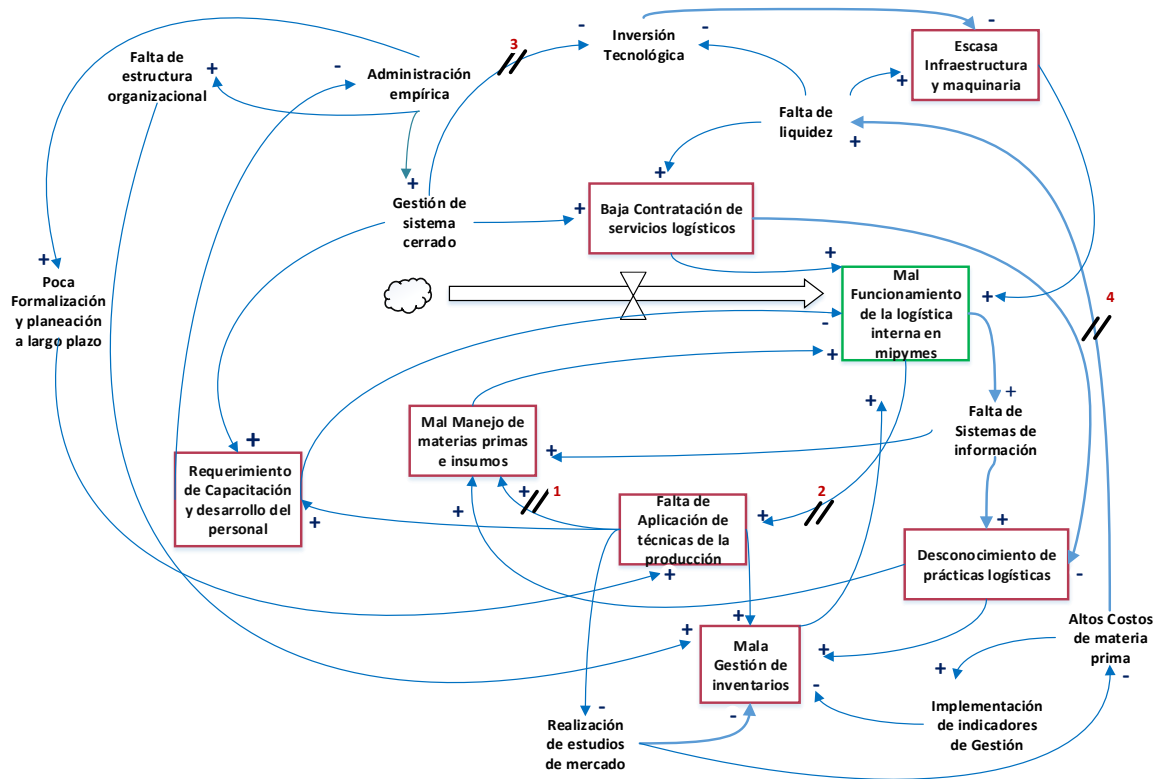 3
-
Inversión
Tecnológica
-
-
Escasa
Infraestructura
y maquinaria
Falta de
estructura
organizacional
+
-
Administración
empírica
+
Falta de
liquidez
+
+
+
Gestión de
sistema
cerrado
+
Baja Contratación de
servicios logísticos
+
Poca
Formalización
y planeación
a largo plazo
+
Mal
Funcionamiento
de la logística
interna en
mipymes
+
-
+
4
+
+
Falta de
Sistemas de
información
Mal Manejo de
materias primas
e insumos
+
+
Requerimiento
de Capacitación
y desarrollo del
personal
+
+
1
Falta de
Aplicación de
técnicas de la
producción
2
+
+
+
Desconocimiento de
prácticas logísticas
-
+
+
Mala
Gestión de
inventarios
+
-
-
Altos Costos
de materia
prima
-
+
Implementación
de indicadores
de Gestión
-
Realización
de estudios
de mercado